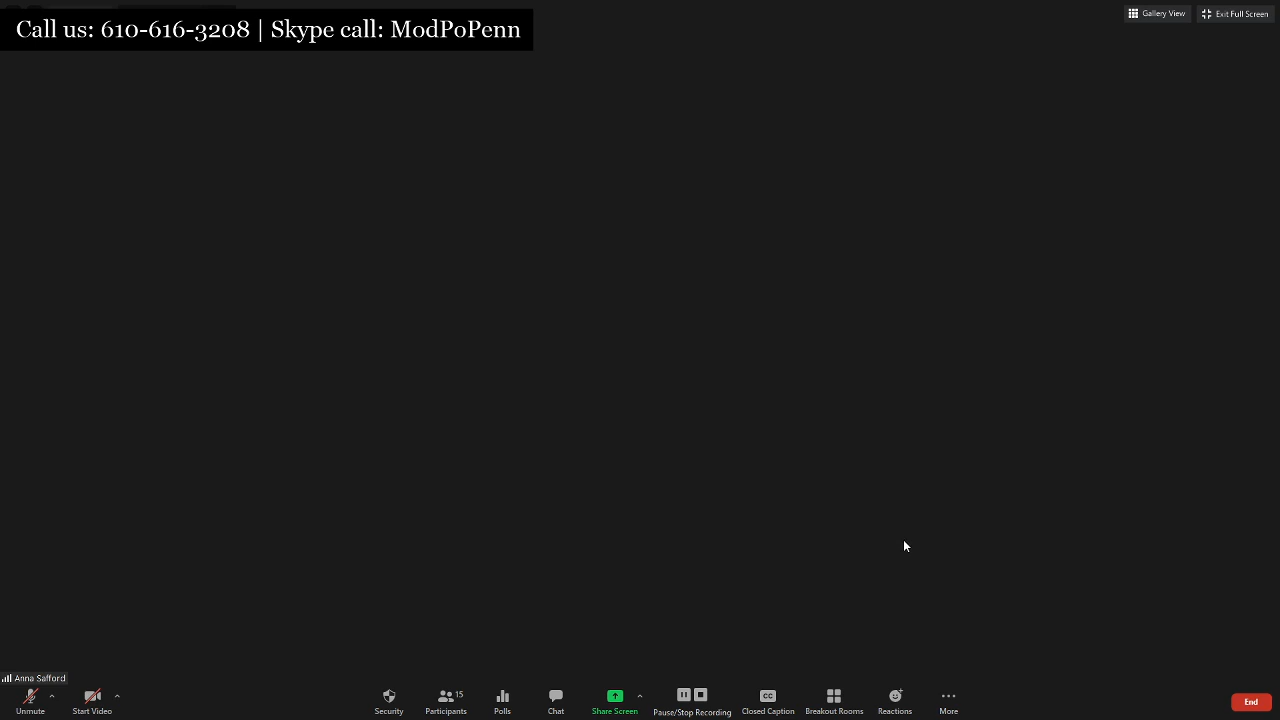 Call us: 610-616-3208 | Skype call: ModPoPenn
Gallery View
Exit Full Screen
Anna Safford
Unmute
Start Video
Security
Participants
15
Polls
Chat
Share Screen
Pause/Stop Recording
CC
Closed Caption
Breakout Rooms
Reactions
More
End